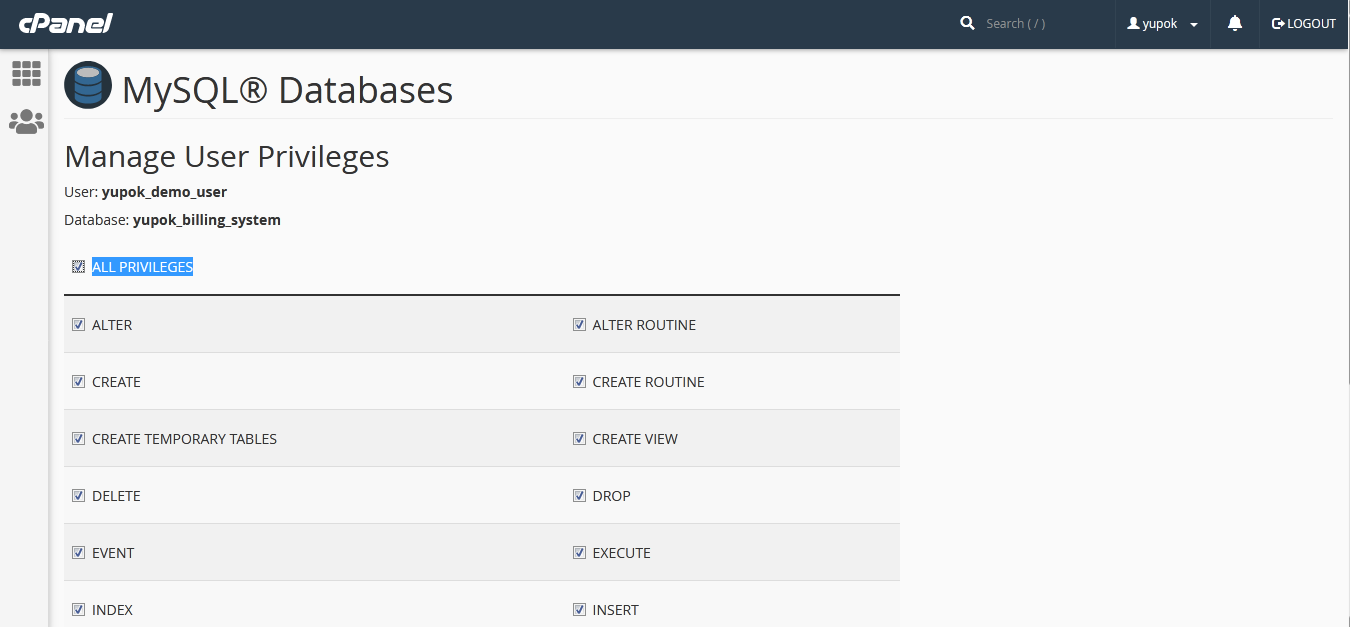 cPanel
Search ( / )
yupok
LOGOUT
MySQL® Databases
Manage User Privileges
User: yupok_demo_user
Database: yupok_billing_system
ALL PRIVILEGES
ALTER ALTER ROUTINE
CREATE CREATE ROUTINE
CREATE TEMPORARY TABLES CREATE VIEW
DELETE DROP
EVENT EXECUTE
INDEX INSERT